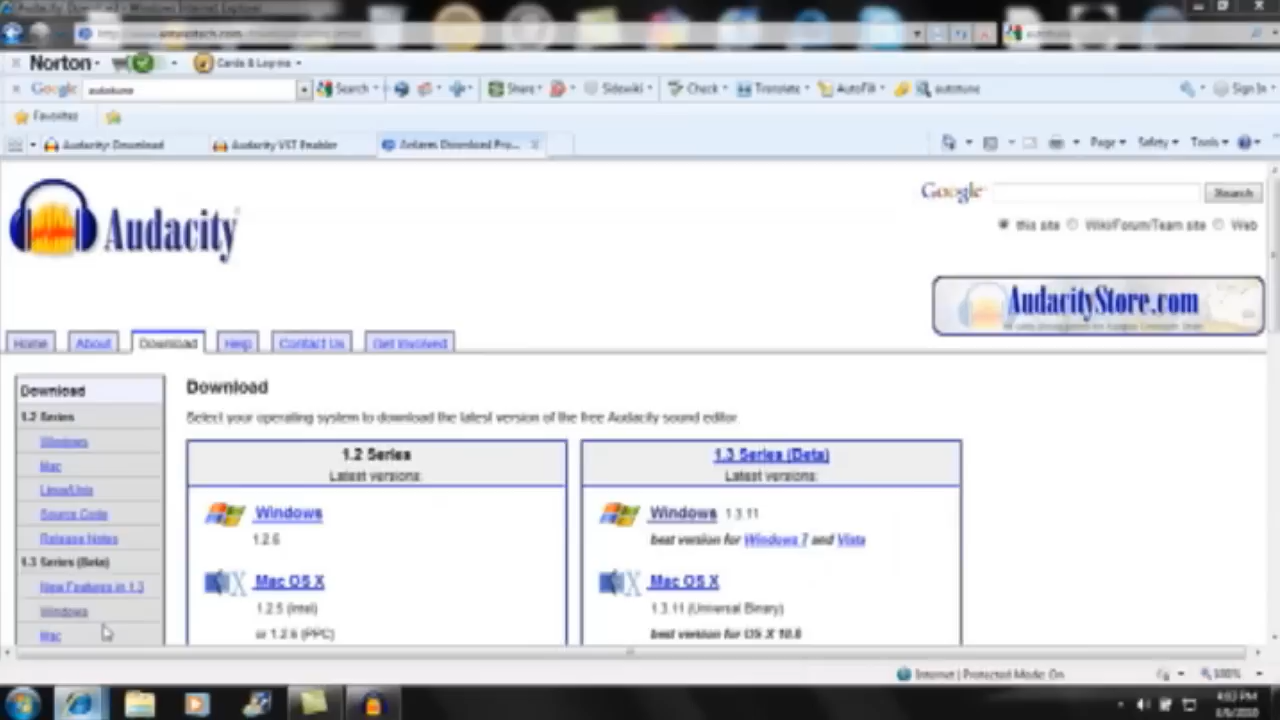 Norton
Cards & Log-ins
Google autotune Search Share Sidewiki Check Translate AutoFill autotune Sign In
Favorites
Audacity: Download Audacity VST Enabler Antares Download Pro... Page Safety Tools
Audacity
Google Search
this site Wiki/Forum/Team site Web
AudacityStore.com
Home About Download Help Contact Us Get Involved
Download
1.2 Series
Windows
Mac
Linux/Unix
Source Code
Release Notes
1.3 Series (Beta)
New Features in 1.3
Windows
Mac
Download
Select your operating system to download the latest version of the free Audacity sound editor.
1.2 Series
Latest versions:
Windows
1.2.6
Mac OS X
1.2.5 (Intel)
or 1.2.6 (PPC)
1.3 Series (Beta)
Latest versions:
Windows 1.3.11
best version for Windows 7 and Vista
Mac OS X
1.3.11 (Universal Binary)
best version for OS X 10.6
Internet | Protected Mode: On
100%